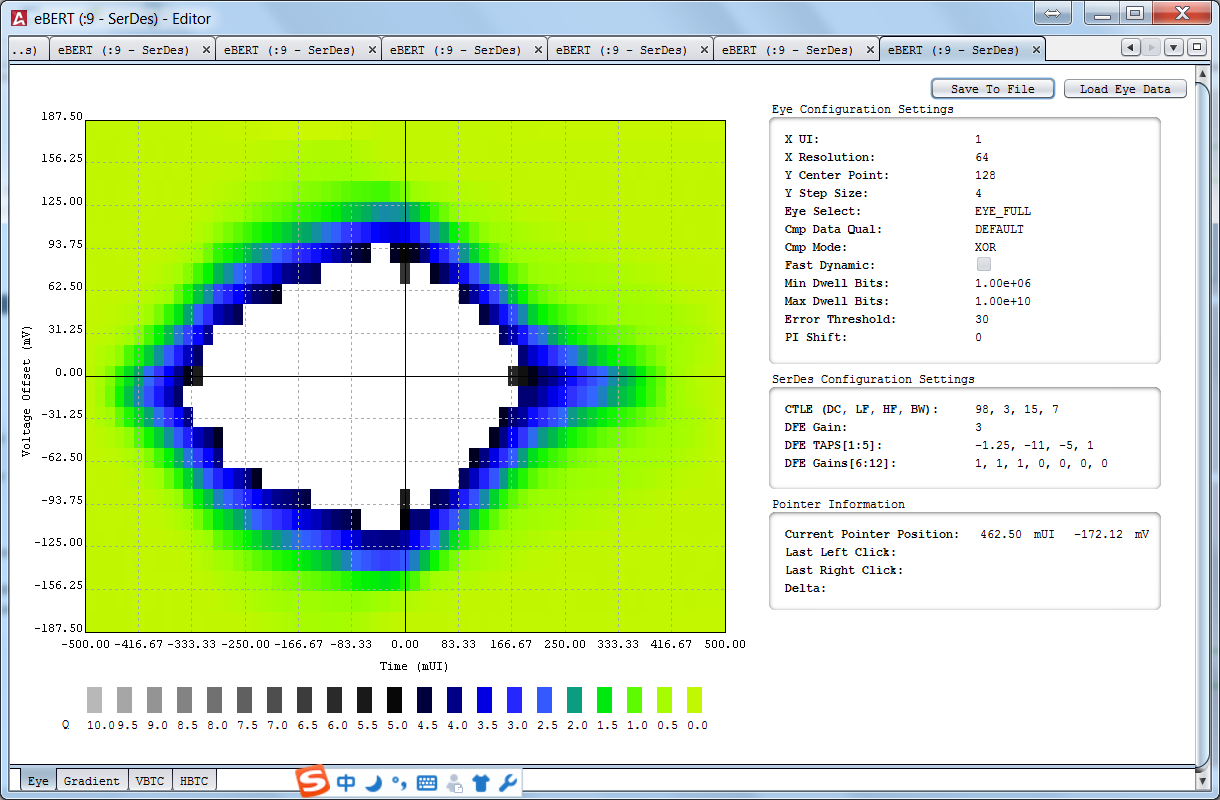 eBERT (:9 - SerDes) - Editor
..s) eBERT (:9 - SerDes) eBERT (:9 - SerDes) eBERT (:9 - SerDes) eBERT (:9 - SerDes) eBERT (:9 - SerDes) eBERT (:9 - SerDes)
Save To File Load Eye Data
187.50
156.25
125.00
93.75
62.50
31.25
0.00
-31.25
-62.50
-93.75
-125.00
-156.25
-187.50
Voltage Offset (mV)
-500.00 -416.67 -333.33 -250.00 -166.67 -83.33 0.00 83.33 166.67 250.00 333.33 416.67 500.00
Time (mUI)
Q 10.0 9.5 9.0 8.5 8.0 7.5 7.0 6.5 6.0 5.5 5.0 4.5 4.0 3.5 3.0 2.5 2.0 1.5 1.0 0.5 0.0
Eye Configuration Settings
X UI: 1
X Resolution: 64
Y Center Point: 128
Y Step Size: 4
Eye Select: EYE_FULL
Cmp Data Qual: DEFAULT
Cmp Mode: XOR
Fast Dynamic:
Min Dwell Bits: 1.00e+06
Max Dwell Bits: 1.00e+10
Error Threshold: 30
PI Shift: 0
SerDes Configuration Settings
CTLE (DC, LF, HF, BW): 98, 3, 15, 7
DFE Gain: 3
DFE TAPS[1:5]: -1.25, -11, -5, 1
DFE Gains[6:12]: 1, 1, 1, 0, 0, 0, 0
Pointer Information
Current Pointer Position: 462.50 mUI -172.12 mV
Last Left Click:
Last Right Click:
Delta:
Eye Gradient VBTC HBTC
中